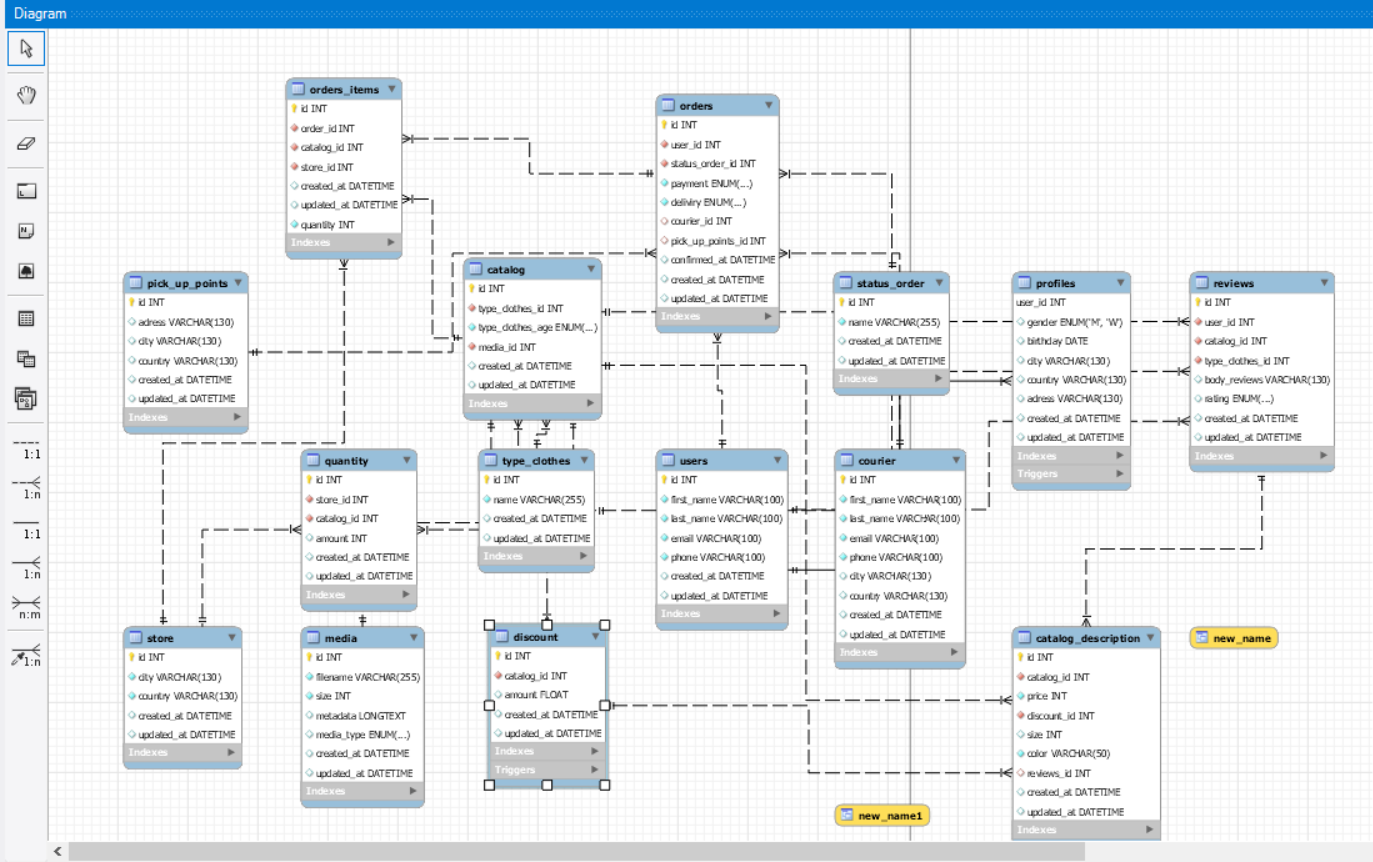 Diagram
orders_items
id INT
order_id INT
catalog_id INT
store_id INT
created_at DATETIME
updated_at DATETIME
quantity INT
Indexes
orders
id INT
user_id INT
status_order_id INT
payment ENUM(...)
deliviry ENUM(...)
courier_id INT
pick_up_points_id INT
confirmed_at DATETIME
created_at DATETIME
updated_at DATETIME
Indexes
pick_up_points
id INT
adress VARCHAR(130)
city VARCHAR(130)
country VARCHAR(130)
created_at DATETIME
updated_at DATETIME
Indexes
catalog
id INT
type_clothes_id INT
type_clothes_age ENUM(...)
media_id INT
created_at DATETIME
updated_at DATETIME
Indexes
status_order
id INT
name VARCHAR(255)
created_at DATETIME
updated_at DATETIME
Indexes
profiles
user_id INT
gender ENUM('M', 'W')
birthday DATE
city VARCHAR(130)
country VARCHAR(130)
adress VARCHAR(130)
created_at DATETIME
updated_at DATETIME
Indexes
Triggers
reviews
id INT
user_id INT
catalog_id INT
type_clothes_id INT
body_reviews VARCHAR(130)
rating ENUM(...)
created_at DATETIME
updated_at DATETIME
Indexes
1:1
1:n
1:1
1:n
n:m
1:n
quantity
id INT
store_id INT
catalog_id INT
amount INT
created_at DATETIME
updated_at DATETIME
Indexes
type_clothes
id INT
name VARCHAR(255)
created_at DATETIME
updated_at DATETIME
Indexes
users
id INT
first_name VARCHAR(100)
last_name VARCHAR(100)
email VARCHAR(100)
phone VARCHAR(100)
created_at DATETIME
updated_at DATETIME
Indexes
courier
id INT
first_name VARCHAR(100)
last_name VARCHAR(100)
email VARCHAR(100)
phone VARCHAR(100)
city VARCHAR(130)
country VARCHAR(130)
created_at DATETIME
updated_at DATETIME
Indexes
store
id INT
city VARCHAR(130)
country VARCHAR(130)
created_at DATETIME
updated_at DATETIME
Indexes
media
id INT
filename VARCHAR(255)
size INT
metadata LONGTEXT
media_type ENUM(...)
created_at DATETIME
updated_at DATETIME
Indexes
discount
id INT
catalog_id INT
amount FLOAT
created_at DATETIME
updated_at DATETIME
Indexes
Triggers
catalog_description
id INT
catalog_id INT
price INT
discount_id INT
size INT
color VARCHAR(50)
reviews_id INT
created_at DATETIME
updated_at DATETIME
Indexes
new_name
new_name1